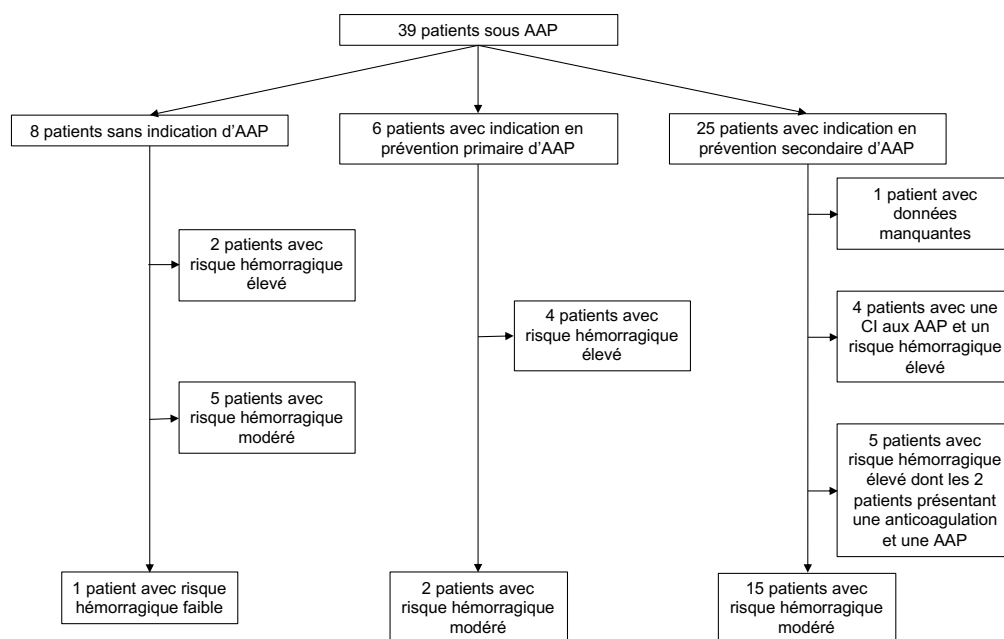 39 patients sous AAP
8 patients sans indication d'AAP
6 patients avec indication en
prévention primaire d'AAP
25 patients avec indication en
prévention secondaire d'AAP
1 patient avec
données
manquantes
2 patients avec
risque hémorragique
élevé
4 patients avec une
CI aux AAP et un
risque hémorragique
élevé
4 patients avec
risque hémorragique
élevé
5 patients avec
risque hémorragique
modéré
5 patients avec
risque hémorragique
élevé dont les 2
patients présentant
une anticoagulation
et une AAP
1 patient avec risque
hémorragique faible
2 patients avec
risque hémorragique
modéré
15 patients avec
risque hémorragique
modéré